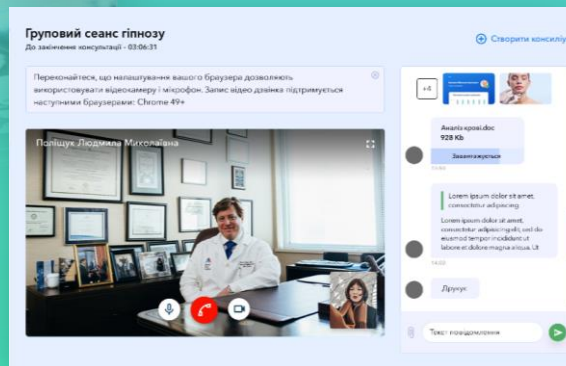 Груповий сеанс гіпнозу
До закінчення консультації - 03:06:31
Створити консиліу
Переконайтеся, що налаштування вашого браузера дозволяють
використовувати відеокамеру і мікрофон. Запис відео дзвінка підтримується
наступними браузерами: Chrome 49+
Поліщук Людмила Миколаївна
+4
Аналіз крові.doc
928 Kb
Завантажується
Lorem ipsum dolor sit amet,
consectetur adipiscing
Lorem ipsum dolor sit amet,
consectetur adipiscing elit, sed do
eiusmod tempor incididunt ut
labore et dolore magna aliqua. Ut
Друкує
Текст повідомлення